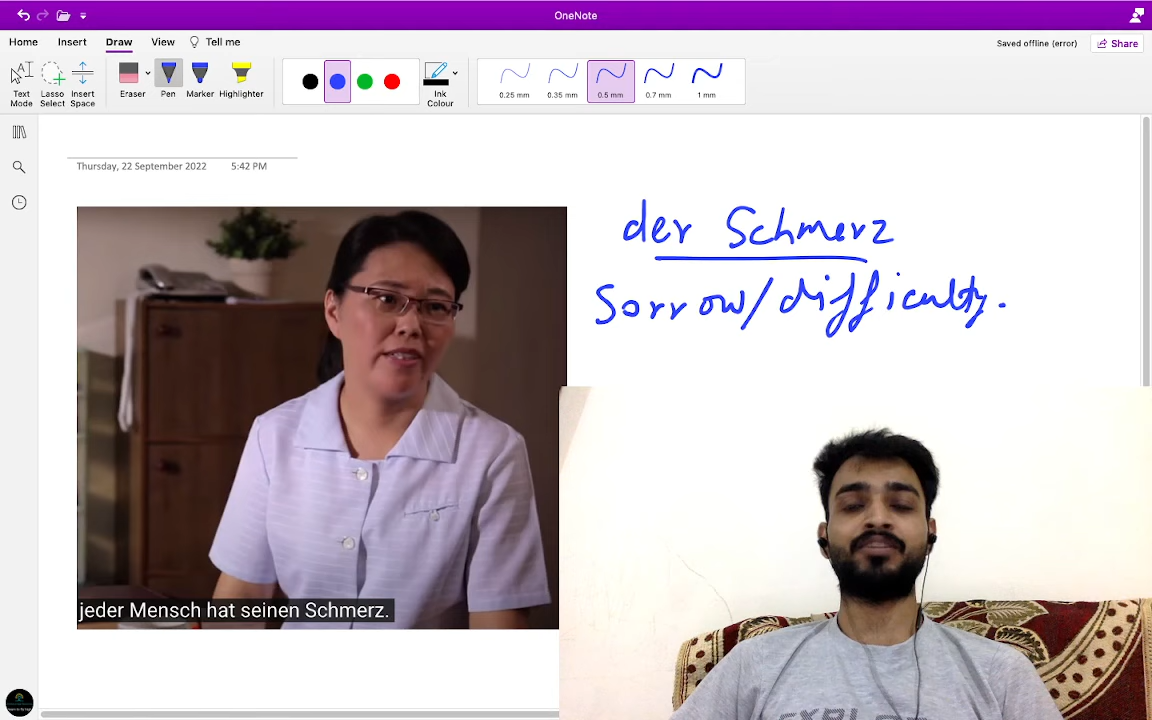 OneNote
Home Insert Draw View Tell me
Saved offline (error) Share
Text Mode
Lasso Select
Insert Space
Eraser
Pen
Marker
Highlighter
Ink Colour
0.25 mm 0.35 mm 0.5 mm 0.7 mm 1 mm
Thursday, 22 September 2022 5:42 PM
der Schmerz
Sorrow/difficulty.
jeder Mensch hat seinen Schmerz.